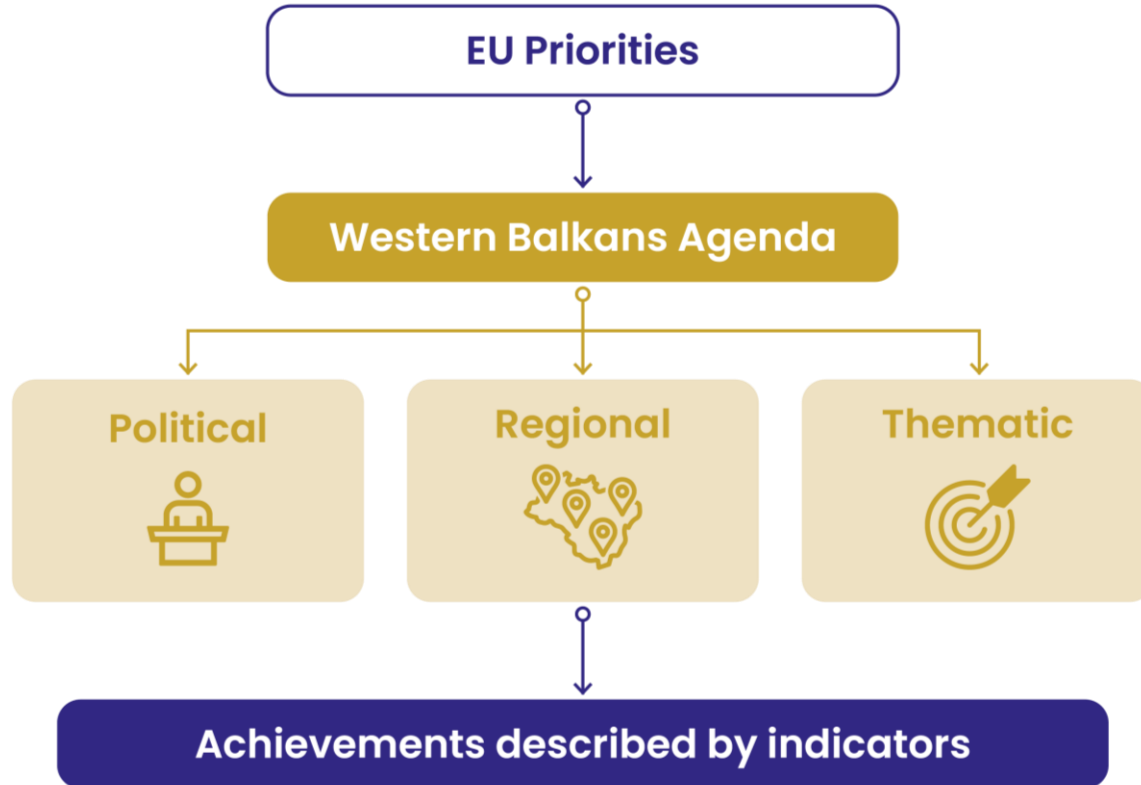 EU Priorities
Western Balkans Agenda
Political
Regional
Thematic
Achievements described by indicators